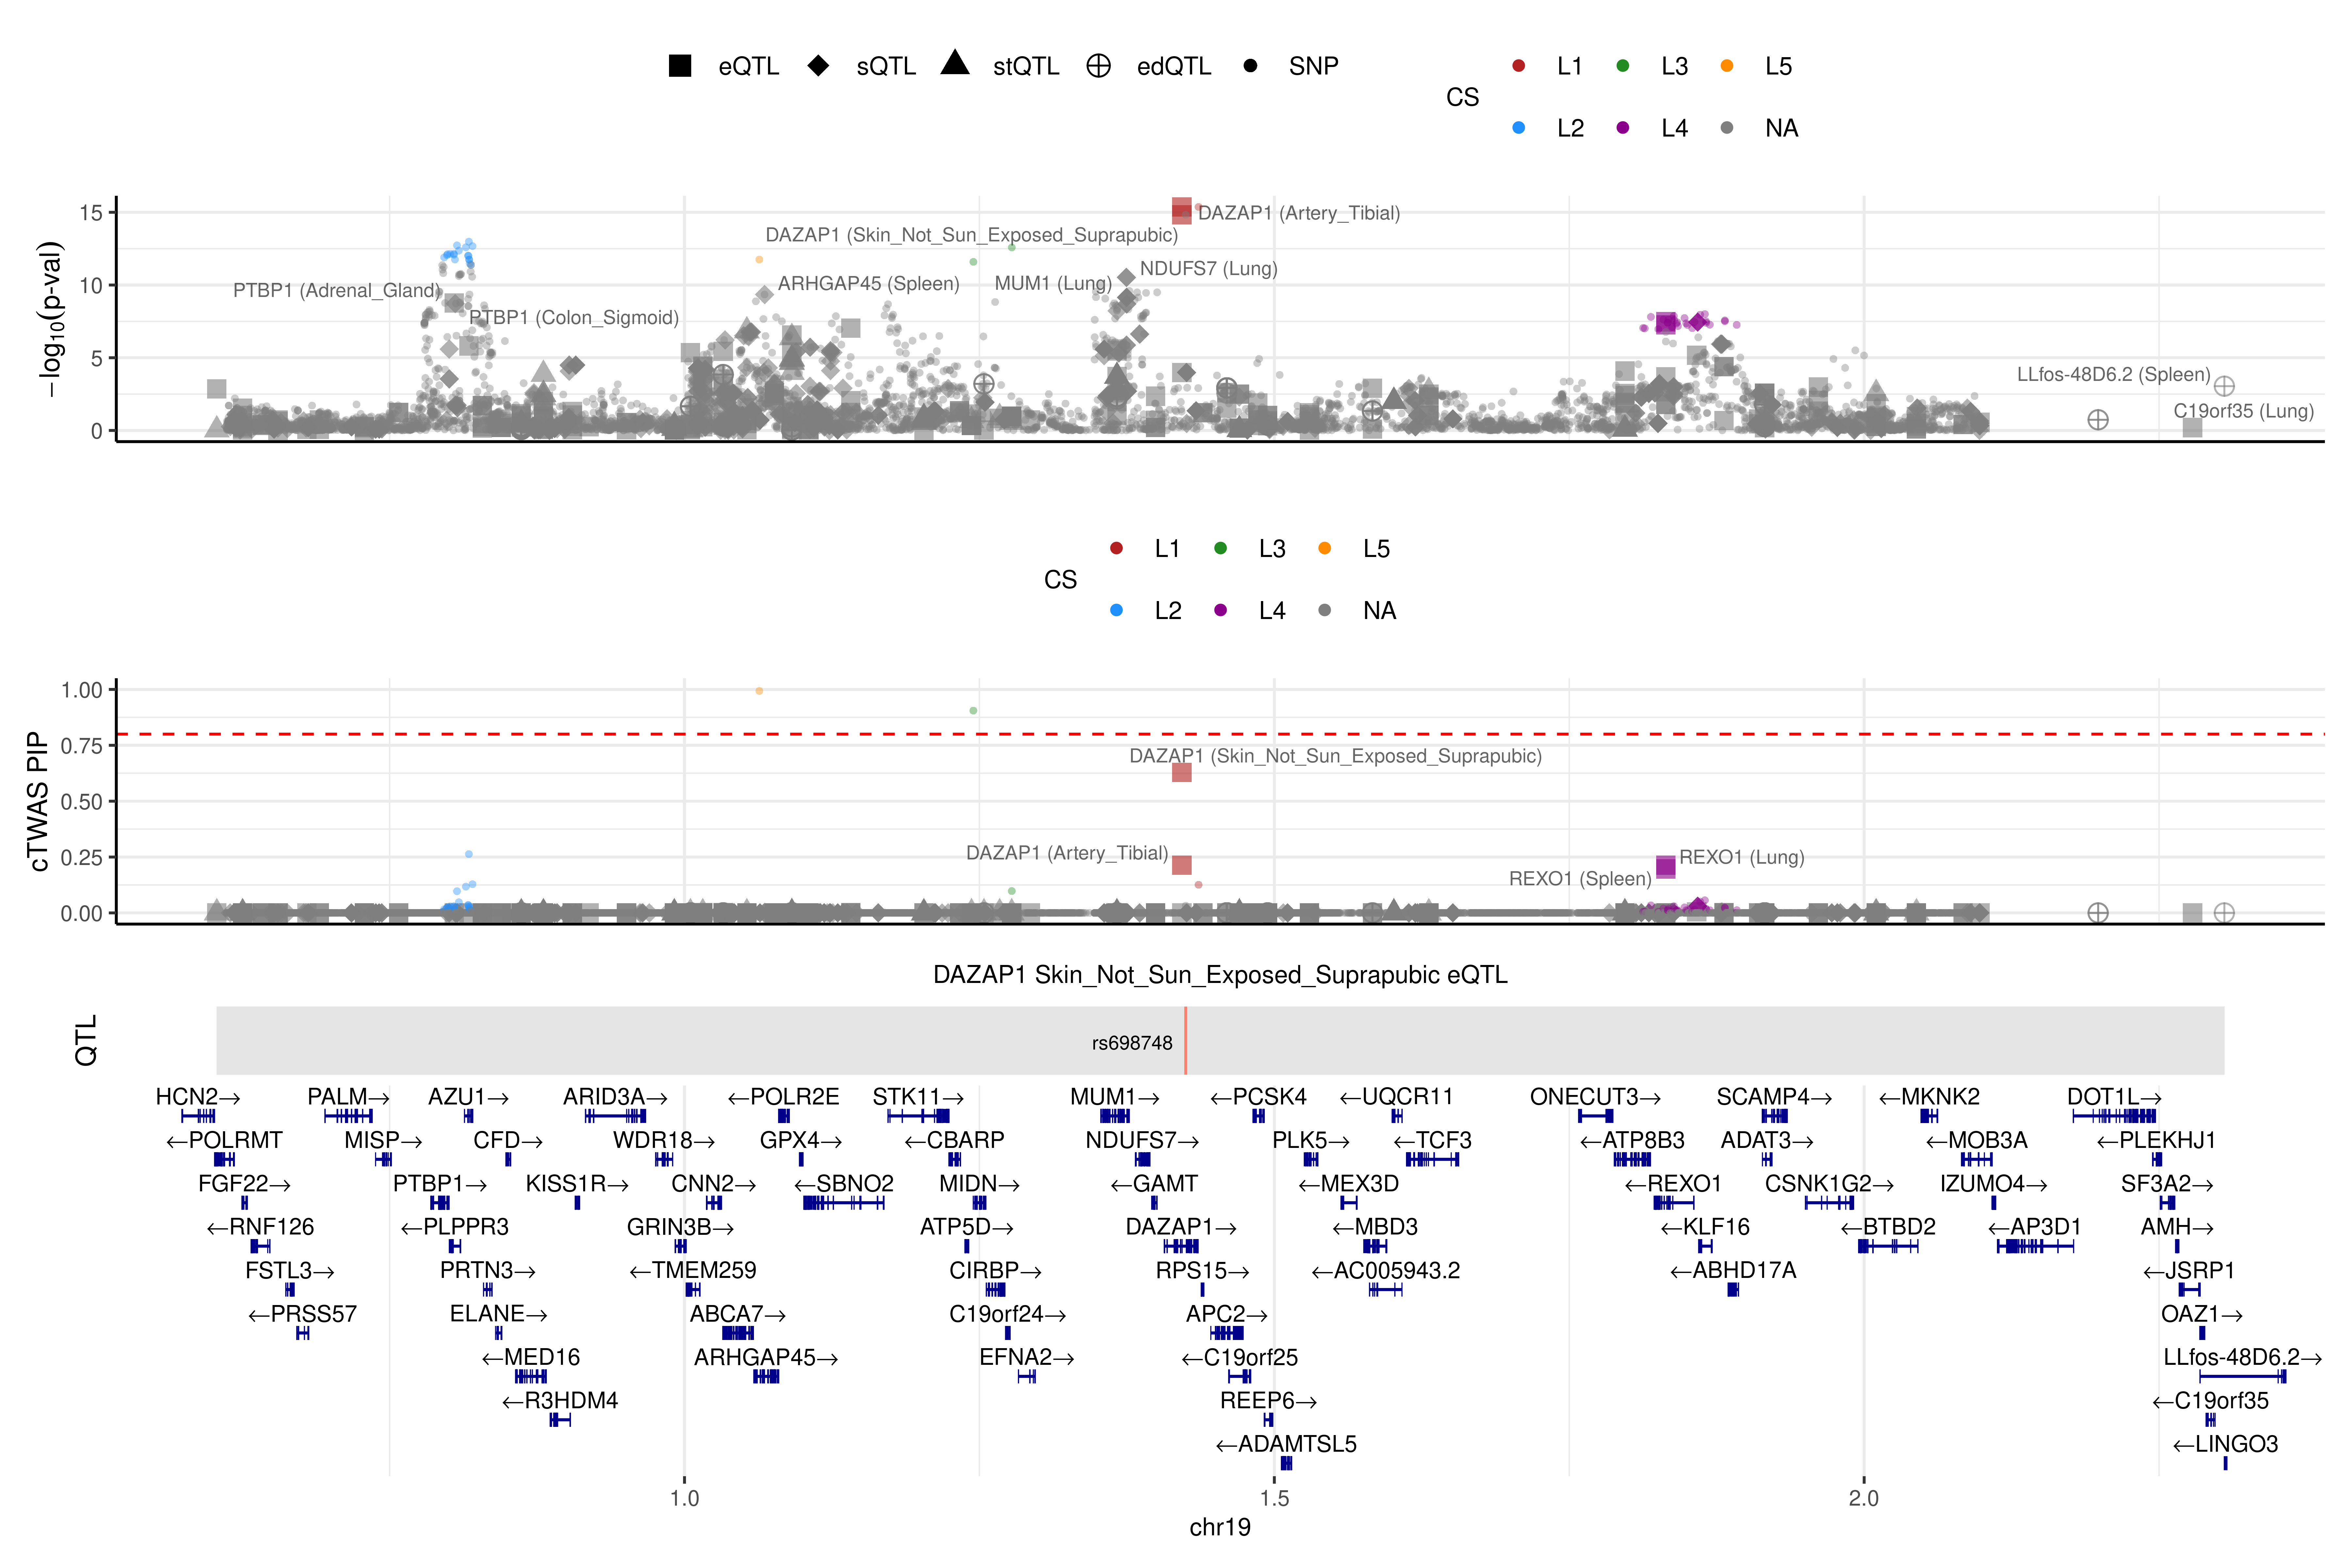 eQTL sQTL stQTL edQTL SNP
CS
L1 L3 L5
L2 L4 NA
−log10(p-val)
15
10
5
0
DAZAP1 (Artery_Tibial)
DAZAP1 (Skin_Not_Sun_Exposed_Suprapubic)
NDUFS7 (Lung)
PTBP1 (Adrenal_Gland)
ARHGAP45 (Spleen)
MUM1 (Lung)
PTBP1 (Colon_Sigmoid)
LLfos-48D6.2 (Spleen)
C19orf35 (Lung)
CS
L1 L3 L5
L2 L4 NA
cTWAS PIP
1.00
0.75
0.50
0.25
0.00
DAZAP1 (Skin_Not_Sun_Exposed_Suprapubic)
DAZAP1 (Artery_Tibial)
REXO1 (Lung)
REXO1 (Spleen)
DAZAP1 Skin_Not_Sun_Exposed_Suprapubic eQTL
QTL
rs698748
HCN2→ PALM→ AZU1→ ARID3A→ ←POLR2E STK11→ MUM1→ ←PCSK4 ←UQCR11 ONECUT3→ SCAMP4→ ←MKNK2 DOT1L→
←POLRMT MISP→ CFD→ WDR18→ GPX4→ ←CBARP NDUFS7→ PLK5→ ←TCF3 ←ATP8B3 ADAT3→ ←MOB3A ←PLEKHJ1
FGF22→ PTBP1→ KISS1R→ CNN2→ ←SBNO2 MIDN→ ←GAMT ←MEX3D ←REXO1 CSNK1G2→ IZUMO4→ SF3A2→
←RNF126 ←PLPPR3 GRIN3B→ ATP5D→ DAZAP1→ ←MBD3 ←KLF16 ←BTBD2 ←AP3D1 AMH→
FSTL3→ PRTN3→ ←TMEM259 CIRBP→ RPS15→ ←AC005943.2 ←ABHD17A ←JSRP1
←PRSS57 ELANE→ ABCA7→ C19orf24→ APC2→ OAZ1→
←MED16 ARHGAP45→ EFNA2→ ←C19orf25 LLfos-48D6.2→
←R3HDM4 REEP6→ ←C19orf35
←ADAMTSL5 ←LINGO3
1.0 1.5 2.0
chr19